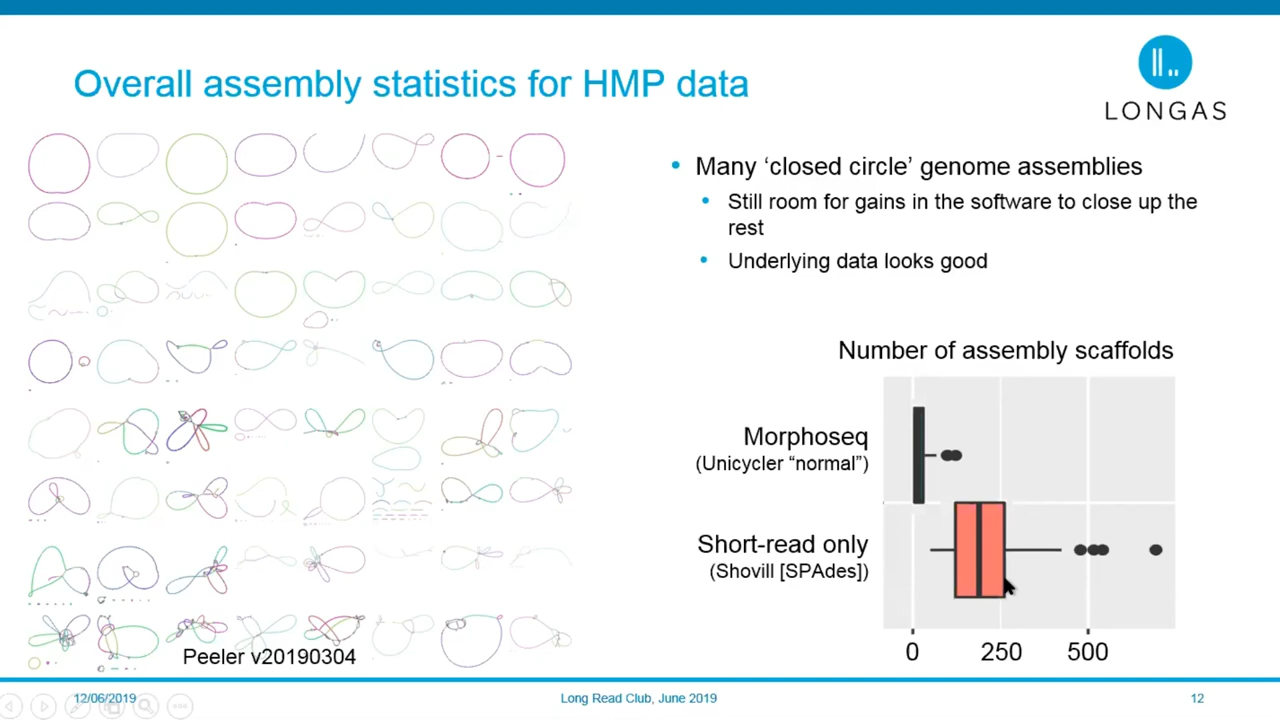 Overall assembly statistics for HMP data
LONGAS
Many ‘closed circle’ genome assemblies
Still room for gains in the software to close up the
rest
Underlying data looks good
Number of assembly scaffolds
Morphoseq
(Unicycler “normal”)
Short-read only
(Shovill [SPAdes])
0 250 500
Peeler v20190304
12/06/2019
Long Read Club, June 2019
12